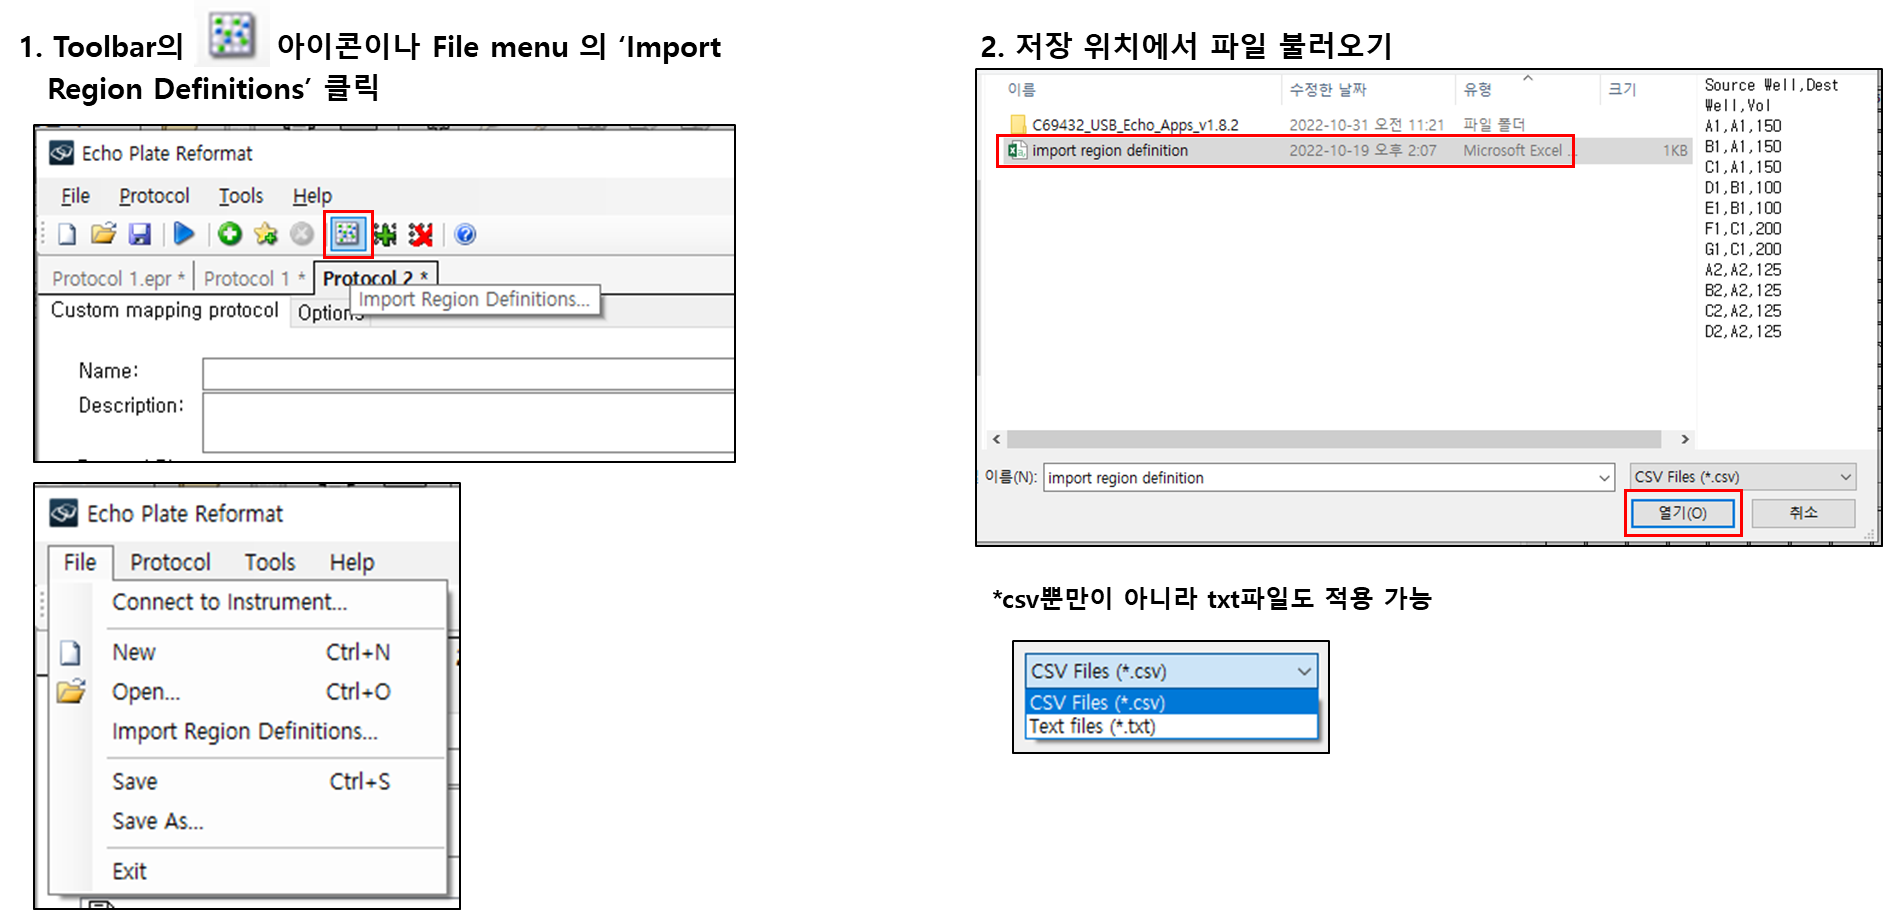 1. Toolbar의 아이콘이나 File menu 의 ‘Import
Region Definitions’ 클릭
Echo Plate Reformat
File Protocol Tools Help
Protocol 1.epr * Protocol 1 * Protocol 2 *
Import Region Definitions...
Custom mapping protocol Options
Name:
Description:
Echo Plate Reformat
File Protocol Tools Help
Connect to Instrument...
New Ctrl+N
Open... Ctrl+O
Import Region Definitions...
Save Ctrl+S
Save As...
Exit
2. 저장 위치에서 파일 불러오기
이름 수정한 날짜 유형 크기
C69432_USB_Echo_Apps_v1.8.2 2022-10-31 오전 11:21 파일 폴더
import region definition 2022-10-19 오후 2:07 Microsoft Excel ... 1KB
Source Well,Dest
Well,Vol
A1,A1,150
B1,A1,150
C1,A1,150
D1,B1,100
E1,B1,100
F1,C1,200
G1,C1,200
A2,A2,125
B2,A2,125
C2,A2,125
D2,A2,125
이름(N): import region definition CSV Files (*.csv)
열기(O) 취소
*csv뿐만이 아니라 txt파일도 적용 가능
CSV Files (*.csv)
CSV Files (*.csv)
Text files (*.txt)